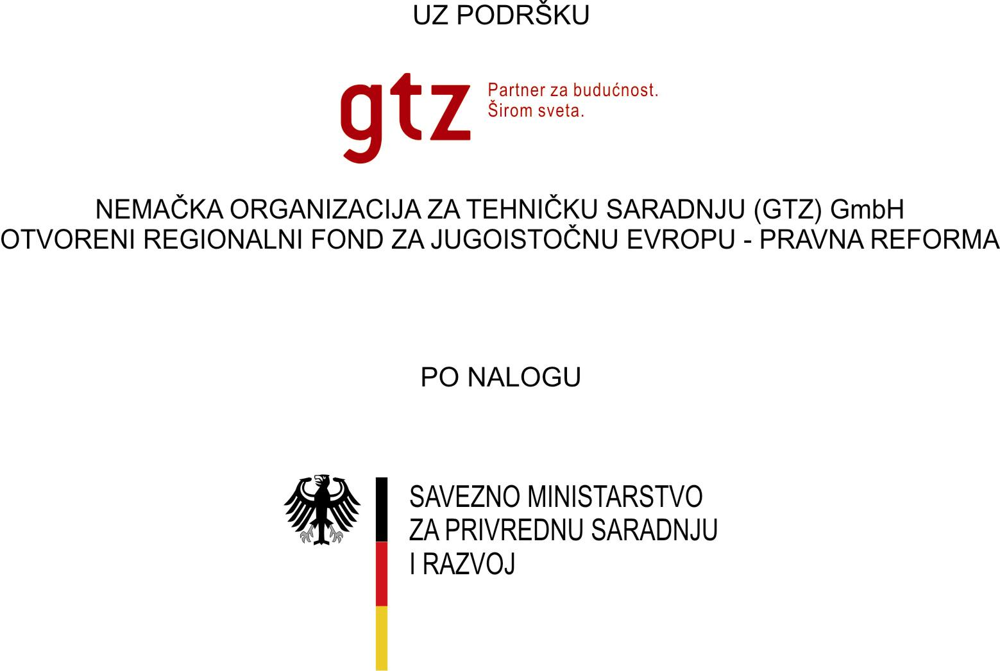 UZ PODRŠKU
gtz
Partner za budućnost.
Širom sveta.
NEMAČKA ORGANIZACIJA ZA TEHNIČKU SARADNJU (GTZ) GmbH
OTVORENI REGIONALNI FOND ZA JUGOISTOČNU EVROPU - PRAVNA REFORMA
PO NALOGU
SAVEZNO MINISTARSTVO
ZA PRIVREDNU SARADNJU
I RAZVOJ